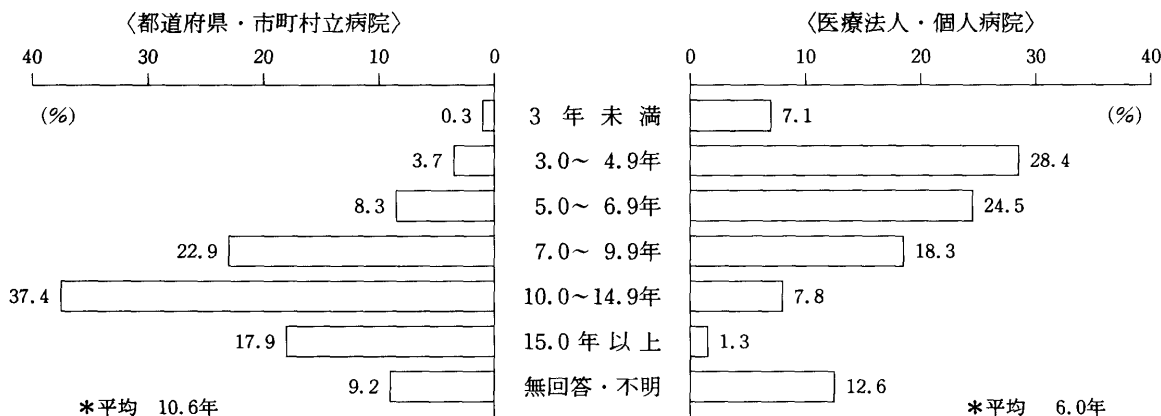 〈都道府県・市町村立病院〉 〈医療法人・個人病院〉
40 30 20 10 0 0 10 20 30 40
(%) 0.3 3年未満 7.1 (%)
3.7 3.0~4.9年 28.4
8.3 5.0~6.9年 24.5
22.9 7.0~9.9年 18.3
37.4 10.0~14.9年 7.8
17.9 15.0年以上 1.3
9.2 無回答・不明 12.6
*平均 10.6年 *平均 6.0年